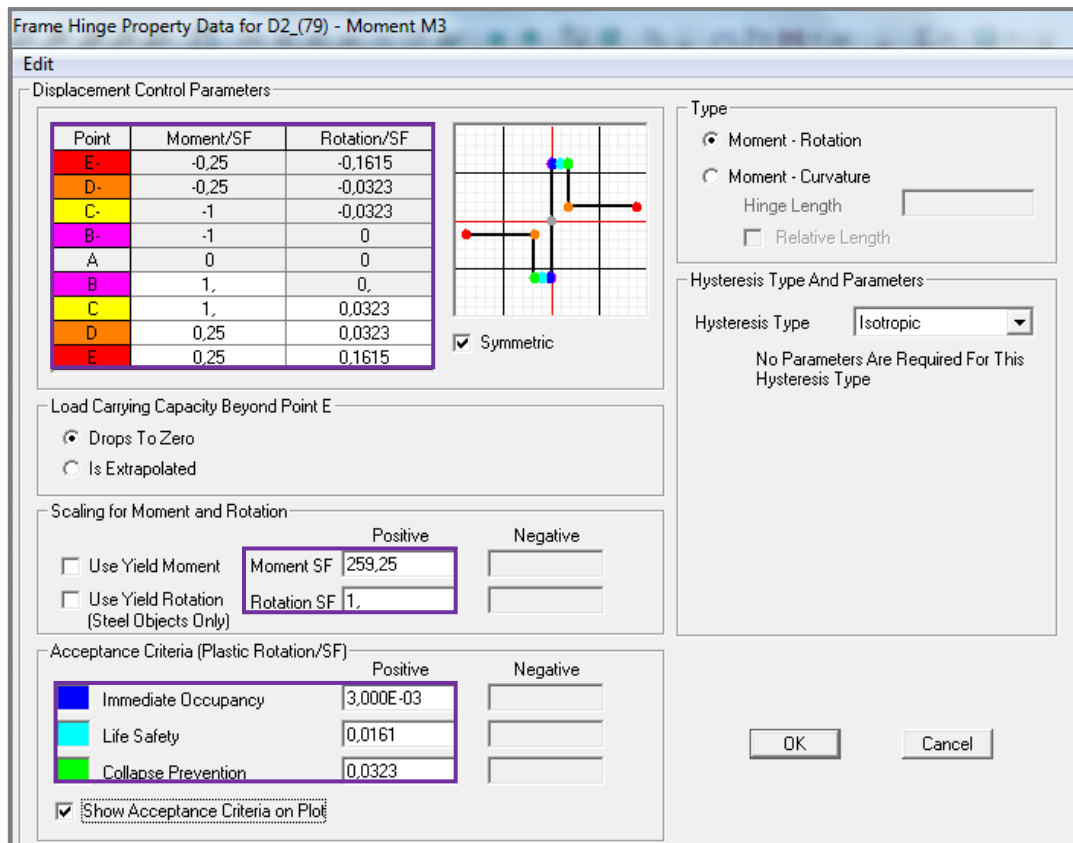 Frame Hinge Property Data for D2_(79) - Moment M3
Edit
Displacement Control Parameters
Point Moment/SF Rotation/SF
E- -0,25 -0,1615
D- -0,25 -0,0323
C- -1 -0,0323
B- -1 0
A 0 0
B 1, 0,
C 1, 0,0323
D 0,25 0,0323
E 0,25 0,1615
Symmetric
Load Carrying Capacity Beyond Point E
Drops To Zero
Is Extrapolated
Scaling for Moment and Rotation
Positive Negative
Use Yield Moment Moment SF 259,25
Use Yield Rotation Rotation SF 1,
(Steel Objects Only)
Acceptance Criteria (Plastic Rotation/SF)
Positive Negative
Immediate Occupancy 3,000E-03
Life Safety 0,0161
Collapse Prevention 0,0323
Show Acceptance Criteria on Plot
Type
Moment - Rotation
Moment - Curvature
Hinge Length
Relative Length
Hysteresis Type And Parameters
Hysteresis Type Isotropic
No Parameters Are Required For This
Hysteresis Type
OK Cancel